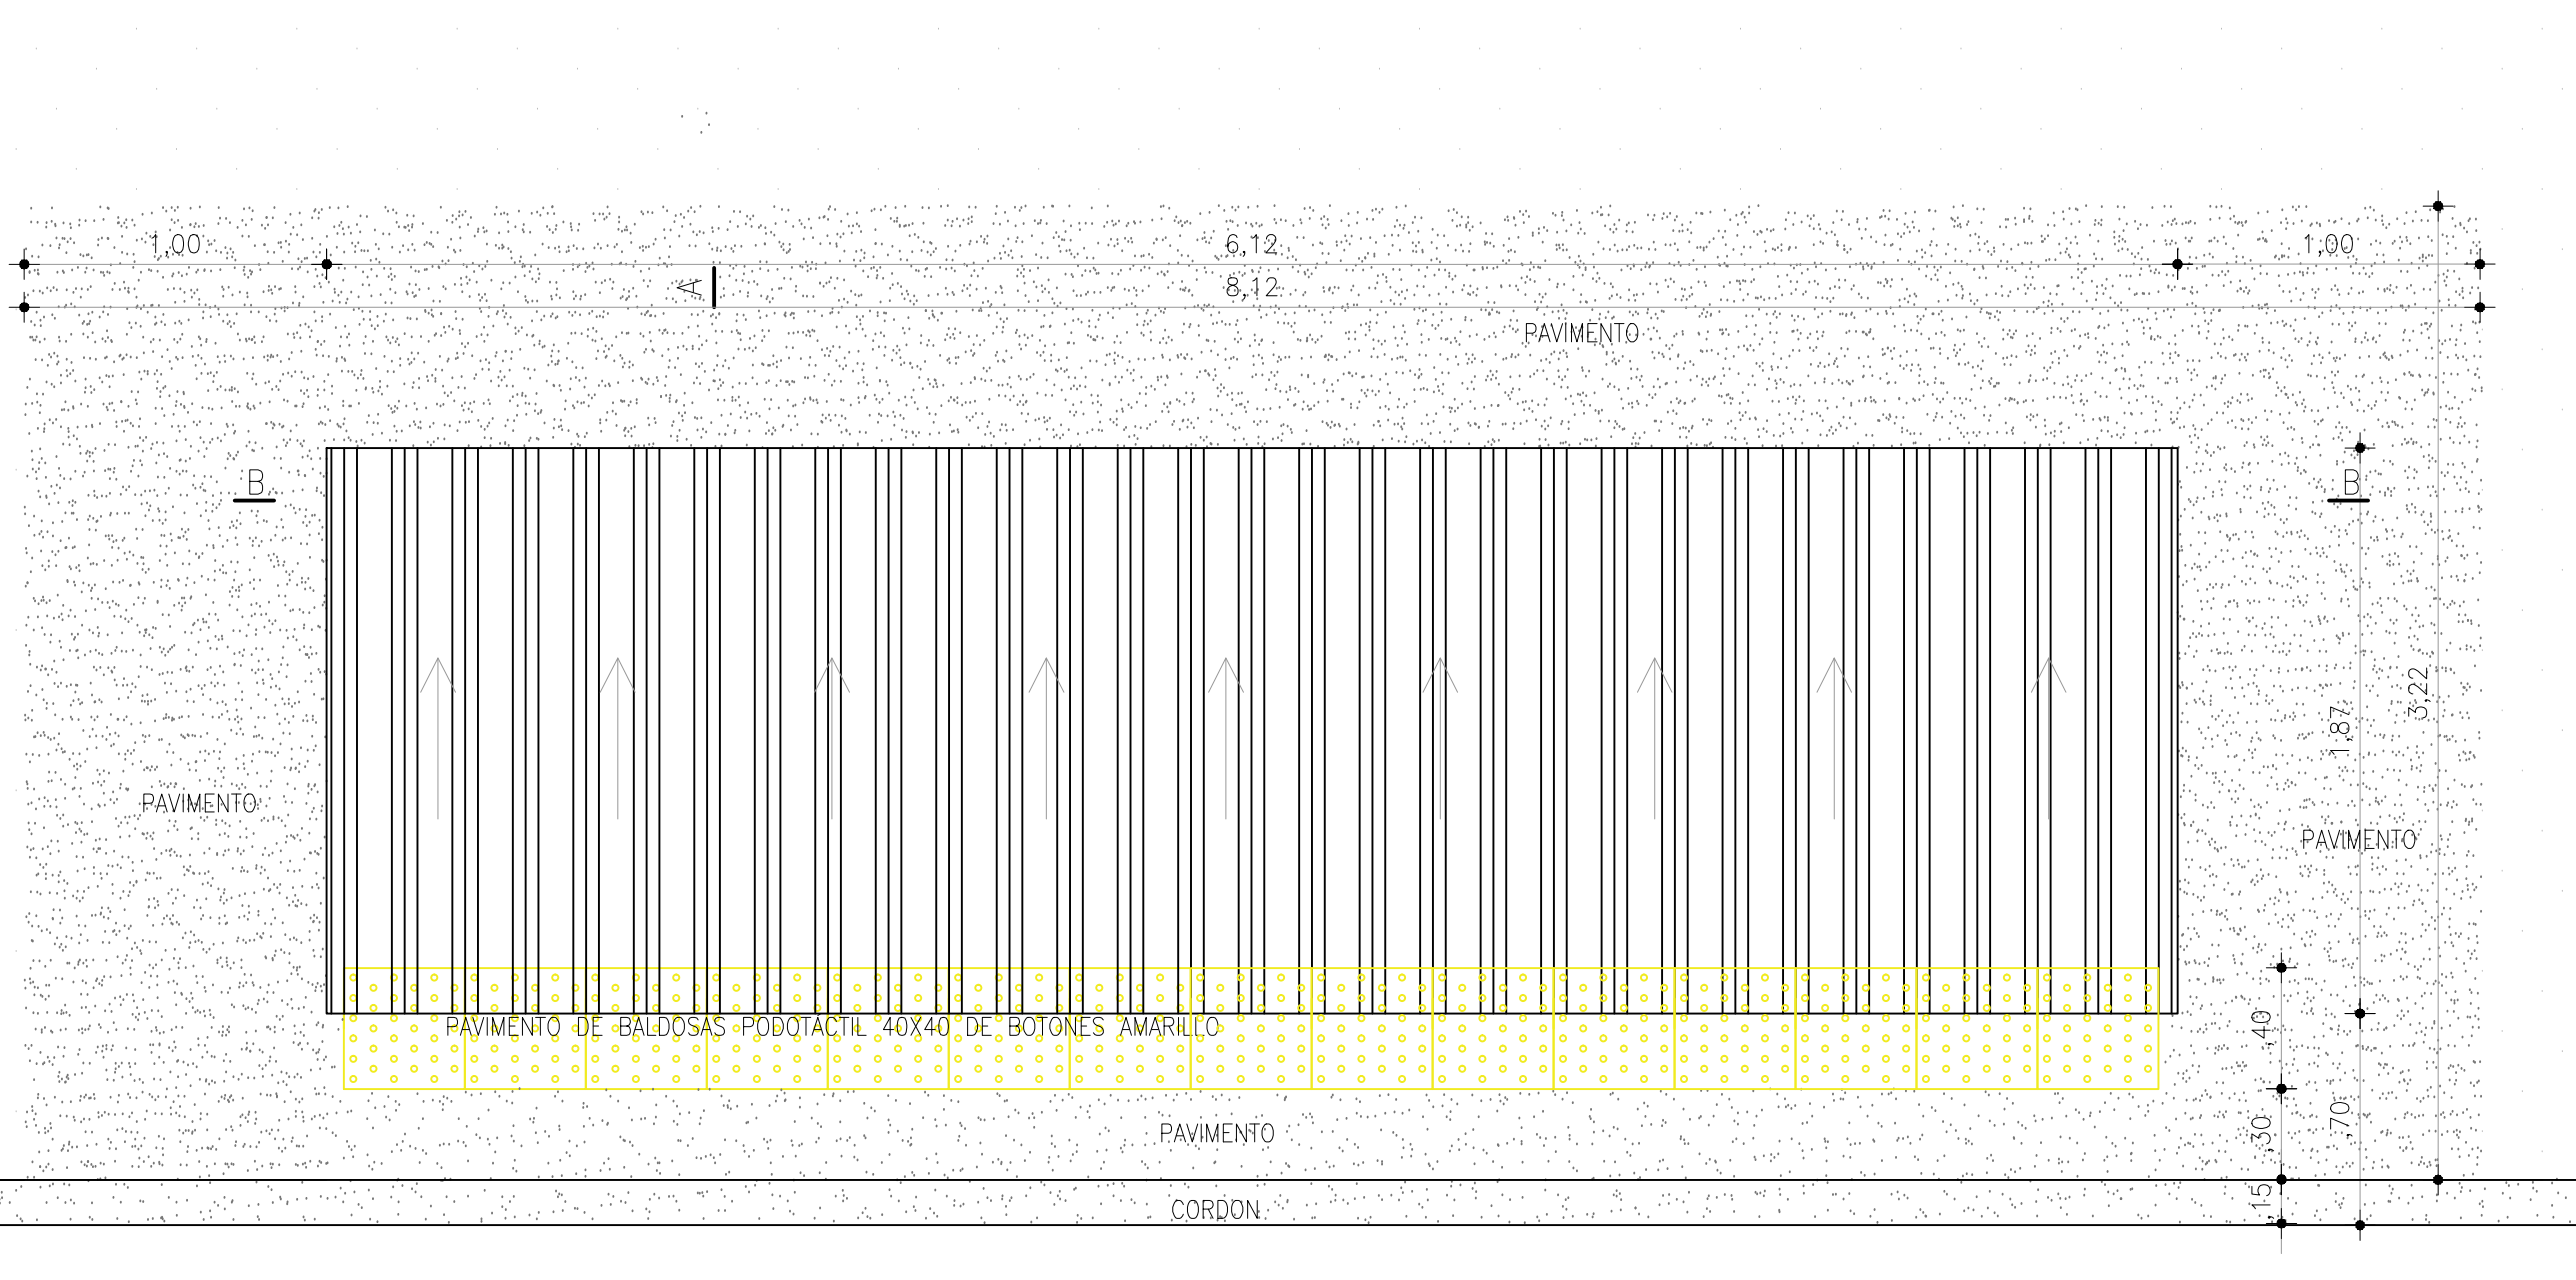 1,00
6,12
1,00
A
8,12
PAVIMENTO
B
B
3,22
1,87
PAVIMENTO
PAVIMENTO
PAVIMENTO DE BALDOSAS PODOTACTIL 40X40 DE BOTONES AMARILLO
,40
,30
,70
PAVIMENTO
,15
CORDON